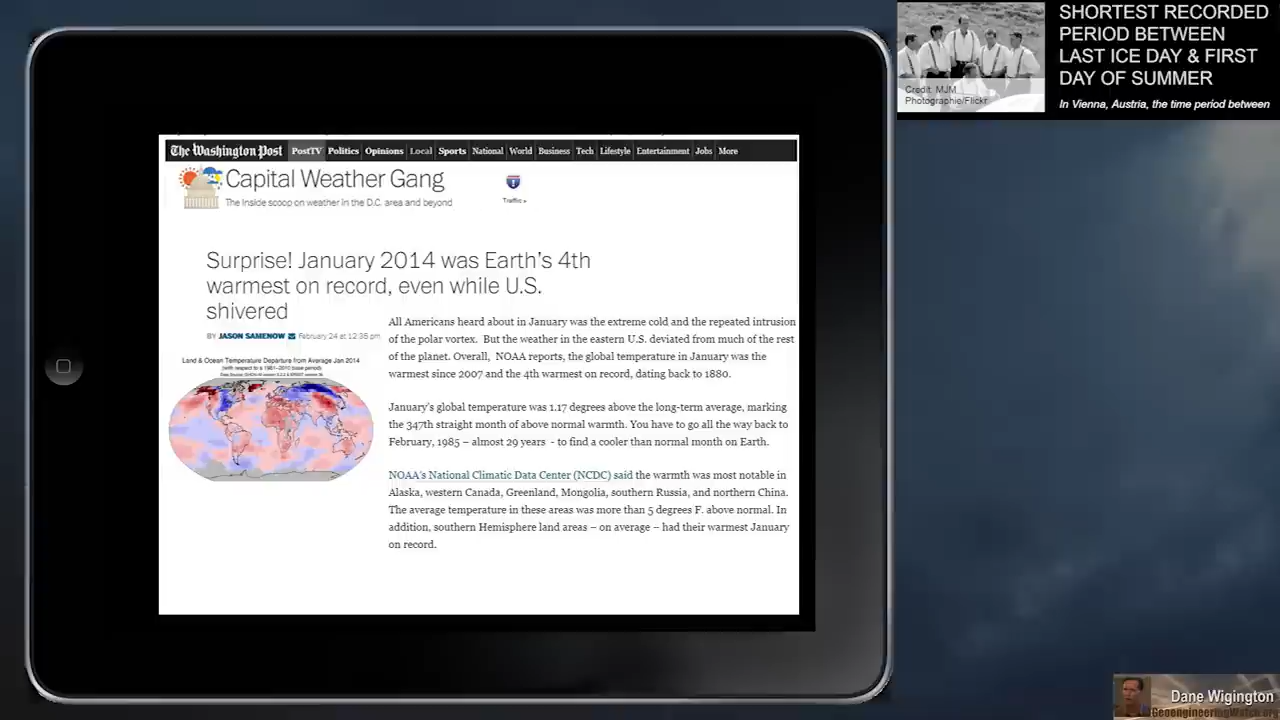 The Washington Post PostTV Politics Opinions Local Sports National World Business Tech Lifestyle Entertainment Jobs More
Capital Weather Gang
The inside scoop on weather in the D.C. area and beyond
Traffic
Surprise! January 2014 was Earth's 4th
warmest on record, even while U.S.
shivered
BY JASON SAMENOW February 24 at 12:35 pm
All Americans heard about in January was the extreme cold and the repeated intrusion
of the polar vortex. But the weather in the eastern U.S. deviated from much of the rest
of the planet. Overall, NOAA reports, the global temperature in January was the
warmest since 2007 and the 4th warmest on record, dating back to 1880.
January's global temperature was 1.17 degrees above the long-term average, marking
the 347th straight month of above normal warmth. You have to go all the way back to
February, 1985 – almost 29 years - to find a cooler than normal month on Earth.
NOAA's National Climatic Data Center (NCDC) said the warmth was most notable in
Alaska, western Canada, Greenland, Mongolia, southern Russia, and northern China.
The average temperature in these areas was more than 5 degrees F. above normal. In
addition, southern Hemisphere land areas – on average – had their warmest January
on record.
Land & Ocean Temperature Departure from Average Jan 2014
(with respect to a 1981–2010 base period)
SHORTEST RECORDED
PERIOD BETWEEN
LAST ICE DAY & FIRST
DAY OF SUMMER
In Vienna, Austria, the time period between
Credit: MJM
Photographie/Flickr
Dane Wigington
GeoengineeringWatch.org